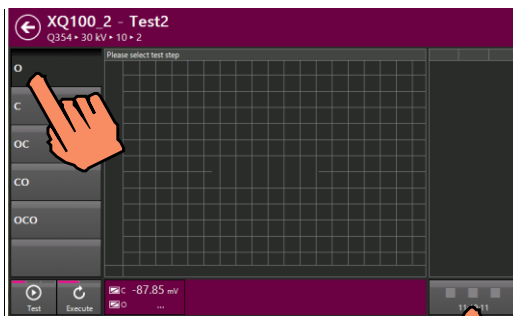 XQ100_2 - Test2
Q354 ▸ 30 kV ▸ 10 ▸ 2
Please select test step
O
C
OC
CO
OCO
Test
Execute
C -87.85 mV
O ...